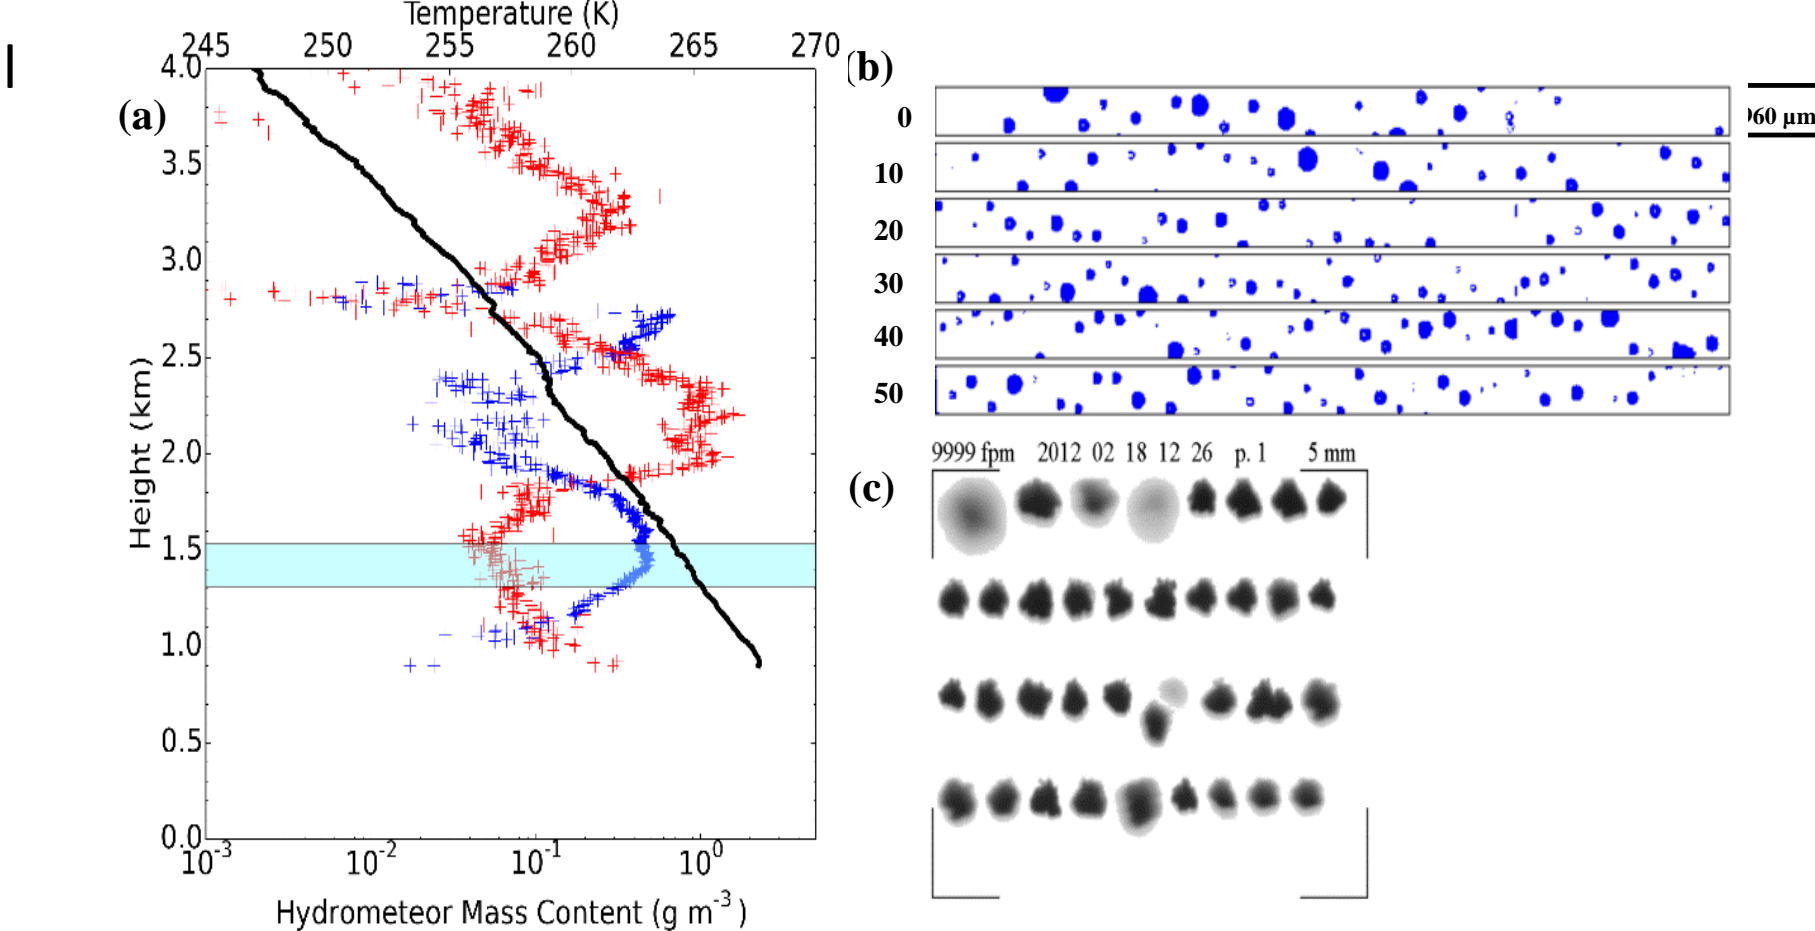 Temperature (K)
245 250 255 260 265 270
(a)
4.0
3.5
3.0
2.5
2.0
1.5
1.0
0.5
0.0
Height (km)
10-3 10-2 10-1 100
Hydrometeor Mass Content (g m-3)
(b)
0
10
20
30
40
50
960 µm
(c)
9999 fpm 2012 02 18 12 26 p. 1 5 mm